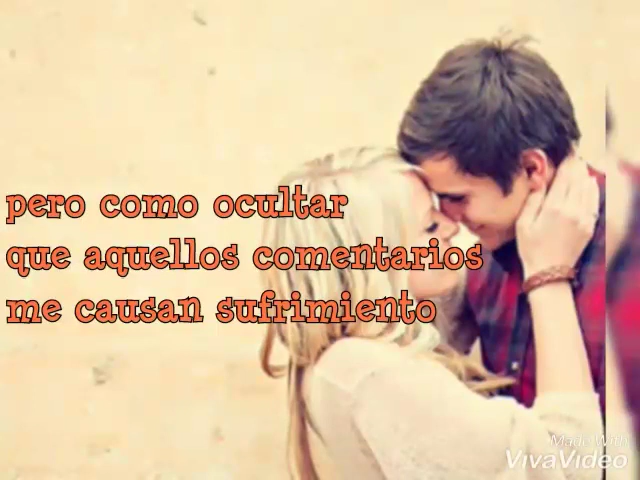 pero como ocultar
que aquellos comentarios
me causan sufrimiento
Made With
VivaVideo